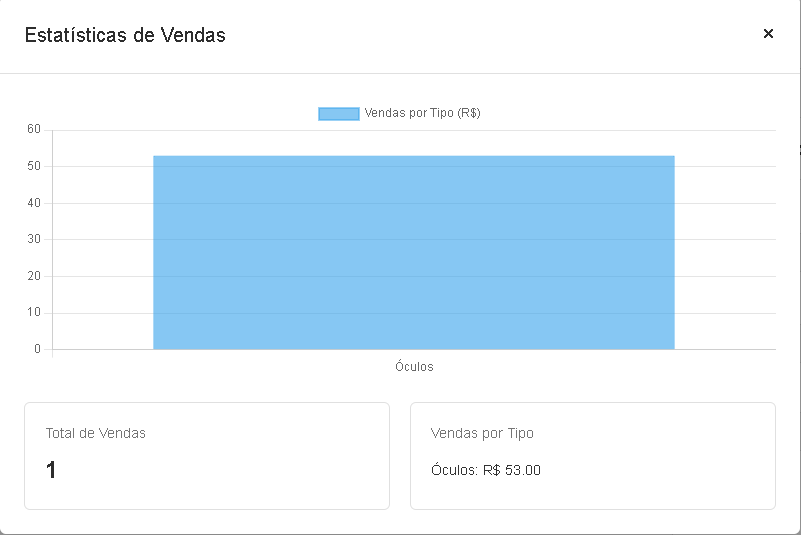 Estatísticas de Vendas
×
Vendas por Tipo (R$)
60
50
40
30
20
10
0
Óculos
Total de Vendas
1
Vendas por Tipo
Óculos: R$ 53.00